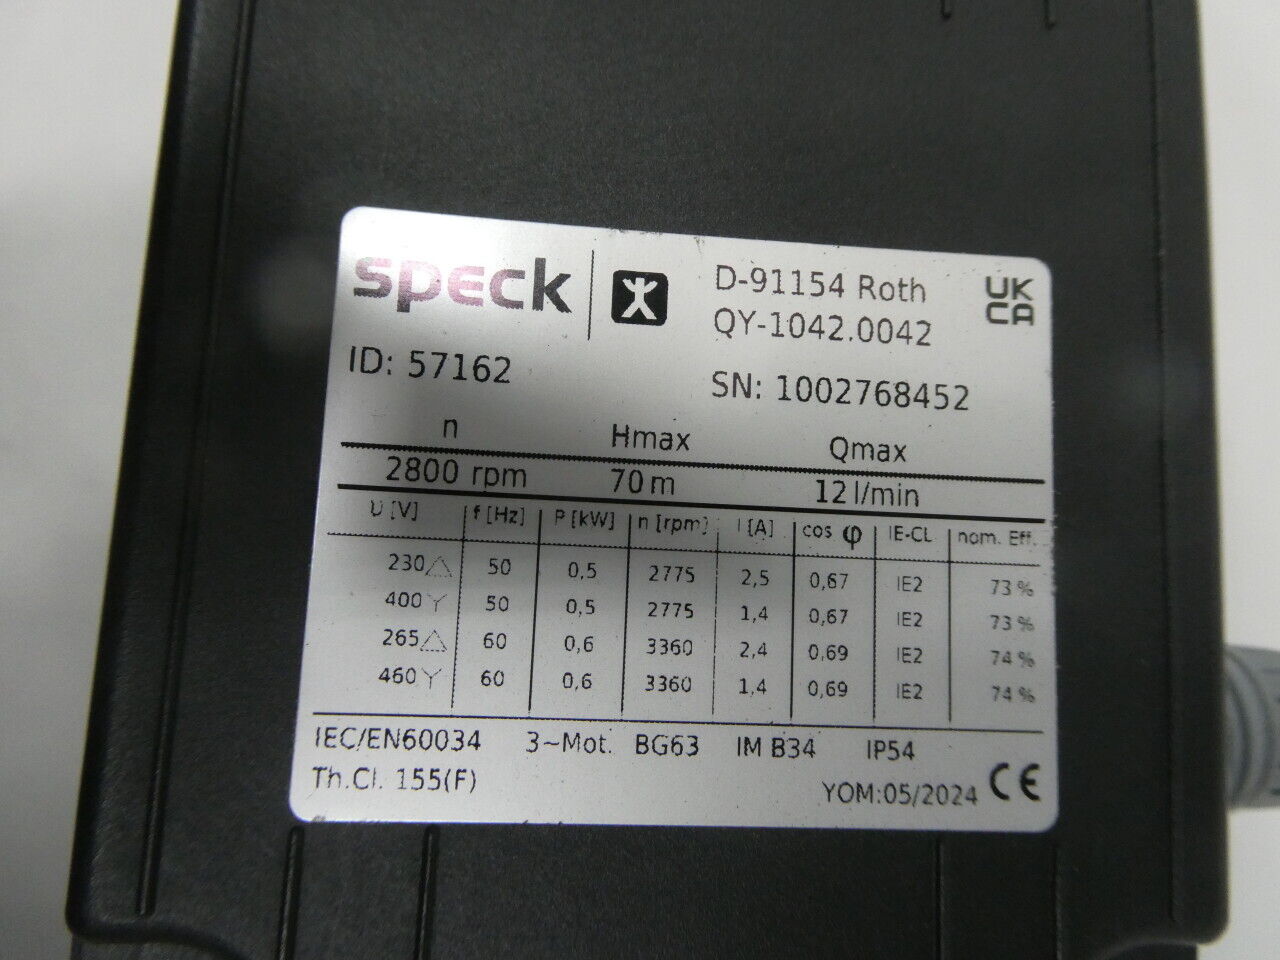 speck D-91154 Roth UK CA
QY-1042.0042
ID: 57162 SN: 1002768452
n Hmax Qmax
2800 rpm 70 m 12 l/min
U [V] f [Hz] P [kW] n [rpm] I [A] cos φ IE-CL nom. Eff.
230 △ 50 0,5 2775 2,5 0,67 IE2 73 %
400 Y 50 0,5 2775 1,4 0,67 IE2 73 %
265 △ 60 0,6 3360 2,4 0,69 IE2 74 %
460 Y 60 0,6 3360 1,4 0,69 IE2 74 %
IEC/EN60034 3~Mot. BG63 IM B34 IP54
Th.Cl. 155(F) YOM:05/2024 CE